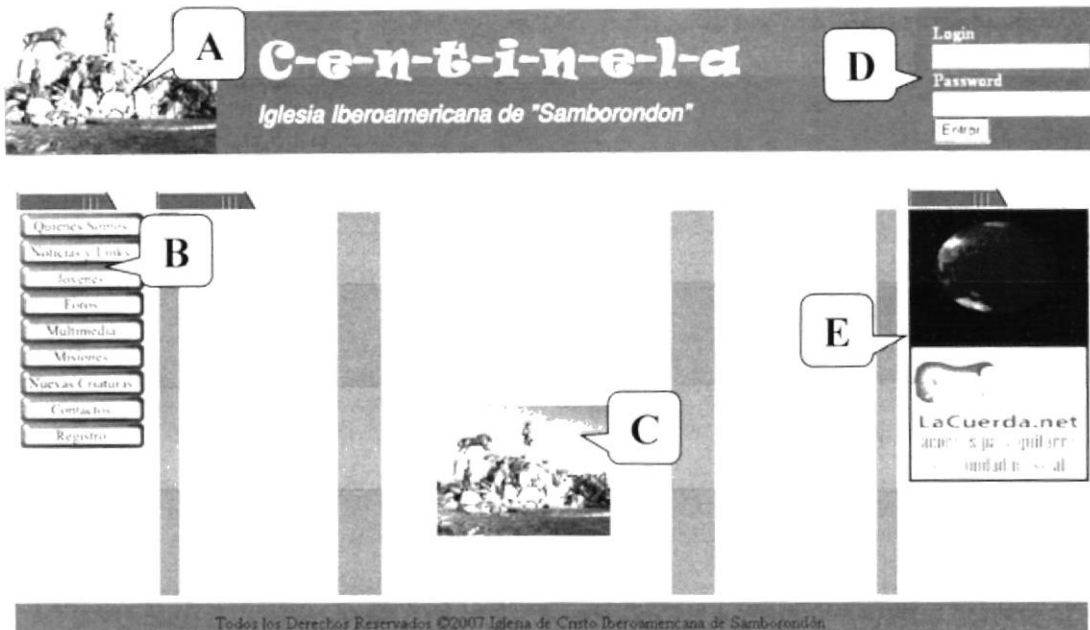 A
C-e-n-t-i-n-e-l-a
Iglesia Iberoamericana de "Samborondon"
D
Login
Password
Entrar
Quienes Somos
Noticias y Links
Jovenes
Foros
Multimedia
Misiones
Nuevas Criaturas
Contactos
Registro
B
C
E
LaCuerda.net
Todos los Derechos Reservados ©2007 Iglesia de Cristo Iberoamericana de Samborondón